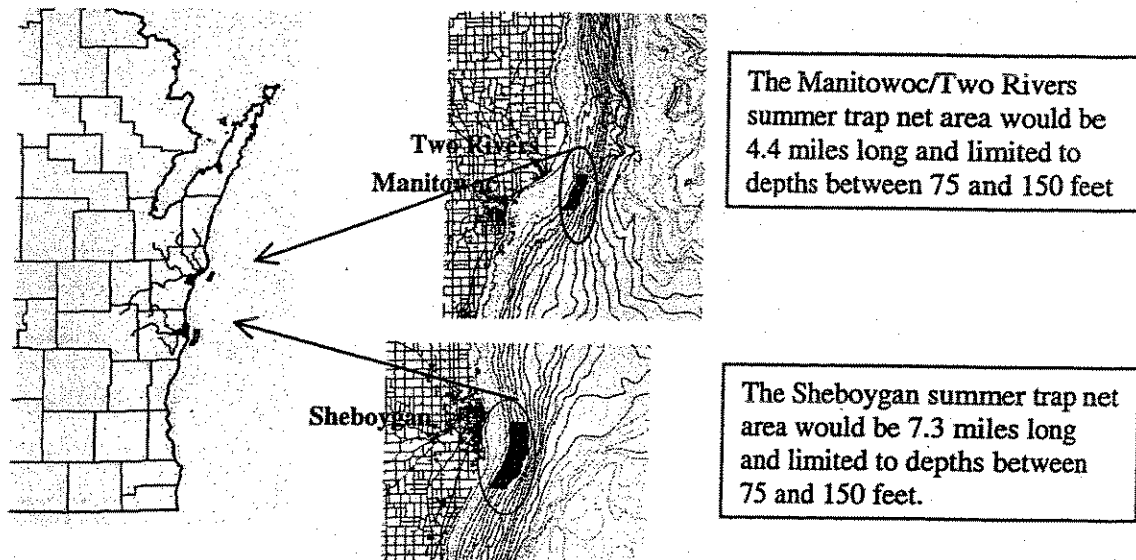 Two Rivers
Manitowoc
The Manitowoc/Two Rivers
summer trap net area would be
4.4 miles long and limited to
depths between 75 and 150 feet
Sheboygan
The Sheboygan summer trap net
area would be 7.3 miles long
and limited to depths between
75 and 150 feet.